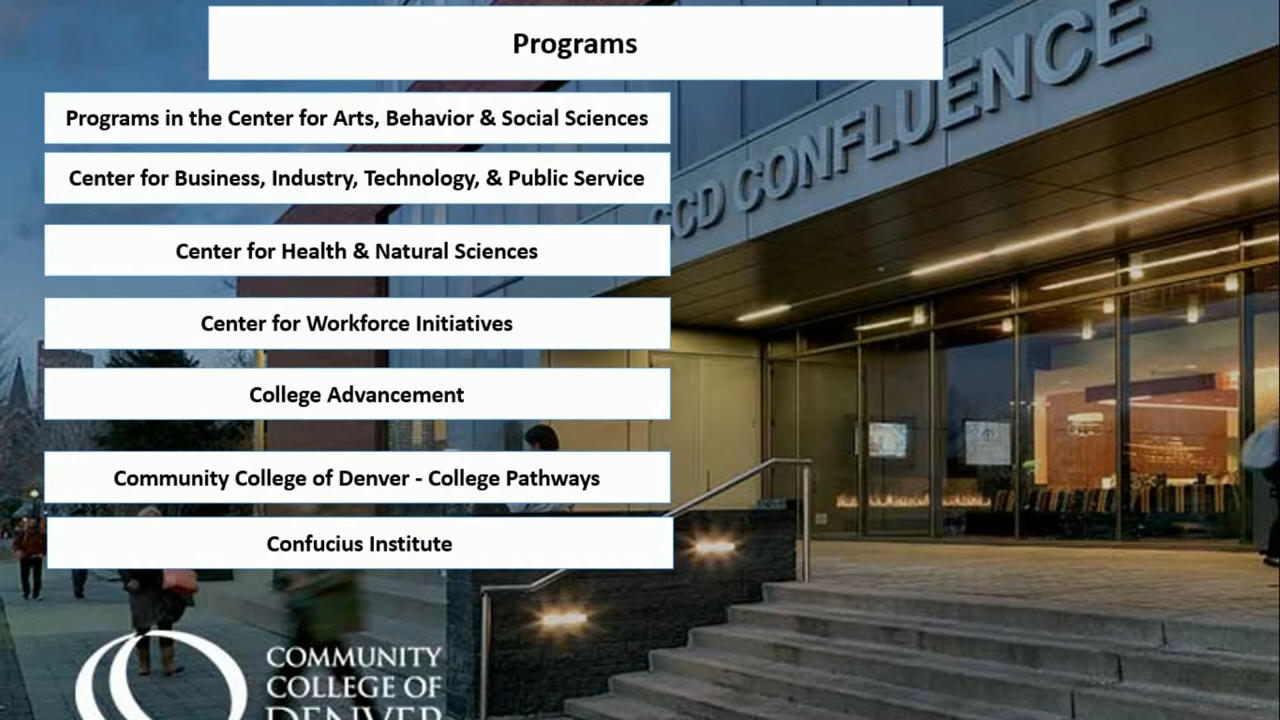 Programs
Programs in the Center for Arts, Behavior & Social Sciences
Center for Business, Industry, Technology, & Public Service
Center for Health & Natural Sciences
Center for Workforce Initiatives
College Advancement
Community College of Denver - College Pathways
Confucius Institute
CCD CONFLUENCE
COMMUNITY
COLLEGE OF
DENVER